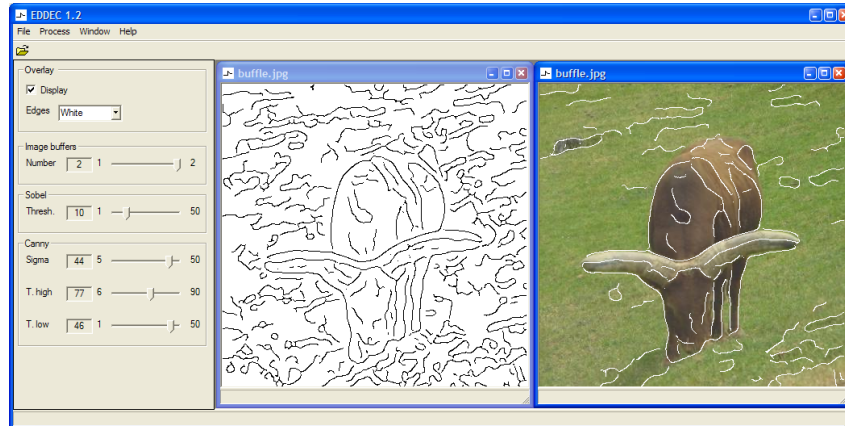 EDDEC 1.2
File Process Window Help
Overlay
Display
Edges White
Image buffers
Number 2 1 2
Sobel
Thresh. 10 1 50
Canny
Sigma 44 5 50
T. high 77 6 90
T. low 46 1 50
buffle.jpg
buffle.jpg